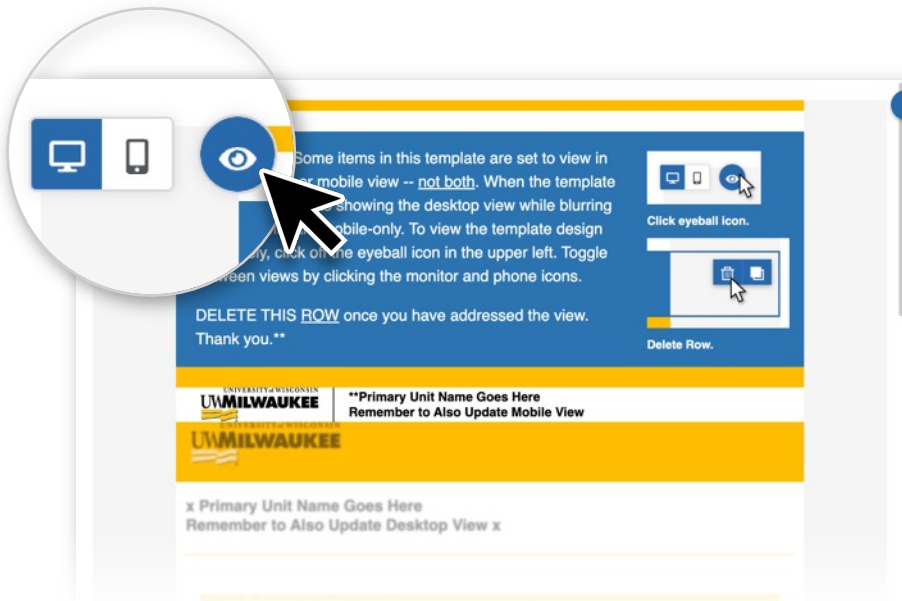 Some items in this template are set to view in
mobile view -- not both. When the template
showing the desktop view while blurring
mobile-only. To view the template design
click off the eyeball icon in the upper left. Toggle
views by clicking the monitor and phone icons.
DELETE THIS ROW once you have addressed the view.
Thank you.**
Click eyeball icon.
Delete Row.
UNIVERSITY of WISCONSIN
UWMILWAUKEE
**Primary Unit Name Goes Here
Remember to Also Update Mobile View
UNIVERSITY of WISCONSIN
UWMILWAUKEE
x Primary Unit Name Goes Here
Remember to Also Update Desktop View x